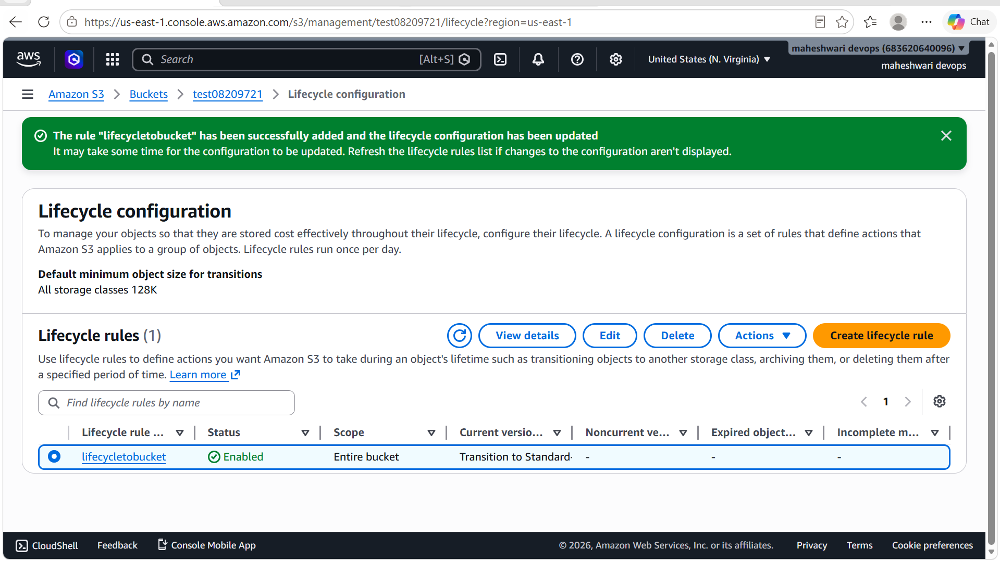 https://us-east-1.console.aws.amazon.com/s3/management/test08209721/lifecycle?region=us-east-1
Chat
aws
Search
[Alt+S]
United States (N. Virginia)
maheshwari devops (683620640096)
maheshwari devops
Amazon S3 > Buckets > test08209721 > Lifecycle configuration
The rule "lifecycletobucket" has been successfully added and the lifecycle configuration has been updated
It may take some time for the configuration to be updated. Refresh the lifecycle rules list if changes to the configuration aren't displayed.
Lifecycle configuration
To manage your objects so that they are stored cost effectively throughout their lifecycle, configure their lifecycle. A lifecycle configuration is a set of rules that define actions that
Amazon S3 applies to a group of objects. Lifecycle rules run once per day.
Default minimum object size for transitions
All storage classes 128K
Lifecycle rules (1)
View details
Edit
Delete
Actions
Create lifecycle rule
Use lifecycle rules to define actions you want Amazon S3 to take during an object's lifetime such as transitioning objects to another storage class, archiving them, or deleting them after
a specified period of time. Learn more
Find lifecycle rules by name
1
Lifecycle rule ... Status Scope Current versio... Noncurrent ve... Expired object... Incomplete m...
lifecycletobucket Enabled Entire bucket Transition to Standard- - - -
CloudShell Feedback Console Mobile App © 2026, Amazon Web Services, Inc. or its affiliates. Privacy Terms Cookie preferences